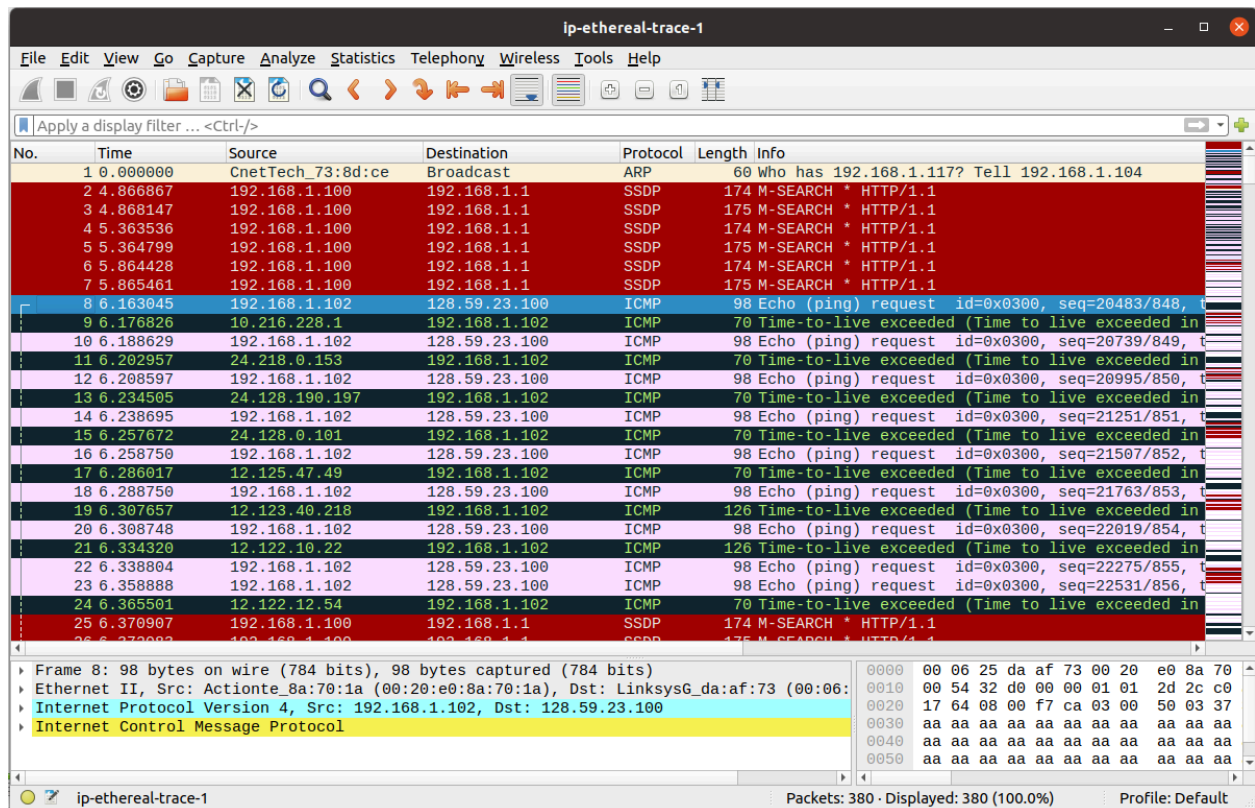 ip-ethereal-trace-1
File Edit View Go Capture Analyze Statistics Telephony Wireless Tools Help
Apply a display filter … <Ctrl-/>
No. Time Source Destination Protocol Length Info
1 0.000000 CnetTech_73:8d:ce Broadcast ARP 60 Who has 192.168.1.117? Tell 192.168.1.104
2 4.866867 192.168.1.100 192.168.1.1 SSDP 174 M-SEARCH * HTTP/1.1
3 4.868147 192.168.1.100 192.168.1.1 SSDP 175 M-SEARCH * HTTP/1.1
4 5.363536 192.168.1.100 192.168.1.1 SSDP 174 M-SEARCH * HTTP/1.1
5 5.364799 192.168.1.100 192.168.1.1 SSDP 175 M-SEARCH * HTTP/1.1
6 5.864428 192.168.1.100 192.168.1.1 SSDP 174 M-SEARCH * HTTP/1.1
7 5.865461 192.168.1.100 192.168.1.1 SSDP 175 M-SEARCH * HTTP/1.1
8 6.163045 192.168.1.102 128.59.23.100 ICMP 98 Echo (ping) request id=0x0300, seq=20483/848, t
9 6.176826 10.216.228.1 192.168.1.102 ICMP 70 Time-to-live exceeded (Time to live exceeded in
10 6.188629 192.168.1.102 128.59.23.100 ICMP 98 Echo (ping) request id=0x0300, seq=20739/849, t
11 6.202957 24.218.0.153 192.168.1.102 ICMP 70 Time-to-live exceeded (Time to live exceeded in
12 6.208597 192.168.1.102 128.59.23.100 ICMP 98 Echo (ping) request id=0x0300, seq=20995/850, t
13 6.234505 24.128.190.197 192.168.1.102 ICMP 70 Time-to-live exceeded (Time to live exceeded in
14 6.238695 192.168.1.102 128.59.23.100 ICMP 98 Echo (ping) request id=0x0300, seq=21251/851, t
15 6.257672 24.128.0.101 192.168.1.102 ICMP 70 Time-to-live exceeded (Time to live exceeded in
16 6.258750 192.168.1.102 128.59.23.100 ICMP 98 Echo (ping) request id=0x0300, seq=21507/852, t
17 6.286017 12.125.47.49 192.168.1.102 ICMP 70 Time-to-live exceeded (Time to live exceeded in
18 6.288750 192.168.1.102 128.59.23.100 ICMP 98 Echo (ping) request id=0x0300, seq=21763/853, t
19 6.307657 12.123.40.218 192.168.1.102 ICMP 126 Time-to-live exceeded (Time to live exceeded in
20 6.308748 192.168.1.102 128.59.23.100 ICMP 98 Echo (ping) request id=0x0300, seq=22019/854, t
21 6.334320 12.122.10.22 192.168.1.102 ICMP 126 Time-to-live exceeded (Time to live exceeded in
22 6.338804 192.168.1.102 128.59.23.100 ICMP 98 Echo (ping) request id=0x0300, seq=22275/855, t
23 6.358888 192.168.1.102 128.59.23.100 ICMP 98 Echo (ping) request id=0x0300, seq=22531/856, t
24 6.365501 12.122.12.54 192.168.1.102 ICMP 70 Time-to-live exceeded (Time to live exceeded in
25 6.370907 192.168.1.100 192.168.1.1 SSDP 174 M-SEARCH * HTTP/1.1
Frame 8: 98 bytes on wire (784 bits), 98 bytes captured (784 bits)
Ethernet II, Src: Actionte_8a:70:1a (00:20:e0:8a:70:1a), Dst: LinksysG_da:af:73 (00:06:
Internet Protocol Version 4, Src: 192.168.1.102, Dst: 128.59.23.100
Internet Control Message Protocol
0000 00 06 25 da af 73 00 20 e0 8a 70
0010 00 54 32 d0 00 00 01 01 2d 2c c0
0020 17 64 08 00 f7 ca 03 00 50 03 37
0030 aa aa aa aa aa aa aa aa aa aa aa
0040 aa aa aa aa aa aa aa aa aa aa aa
0050 aa aa aa aa aa aa aa aa aa aa aa
ip-ethereal-trace-1 Packets: 380 · Displayed: 380 (100.0%) Profile: Default